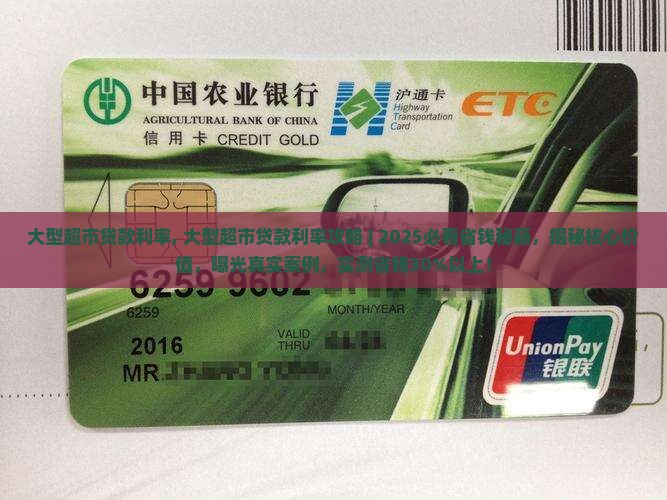 中国农业银行
AGRICULTURAL BANK OF CHINA
信用卡 CREDIT GOLD
沪通卡
Highway
Transportation
Card
ETC
大型超市贷款利率,大型超市贷款利率攻略 | 2025必看省钱秘籍，揭秘核心价
值，曝光真实案例，实测省钱30%以上！
6259
6259
MONTH/YEAR
2016
VALID
THRU
MR
UnionPay
银联